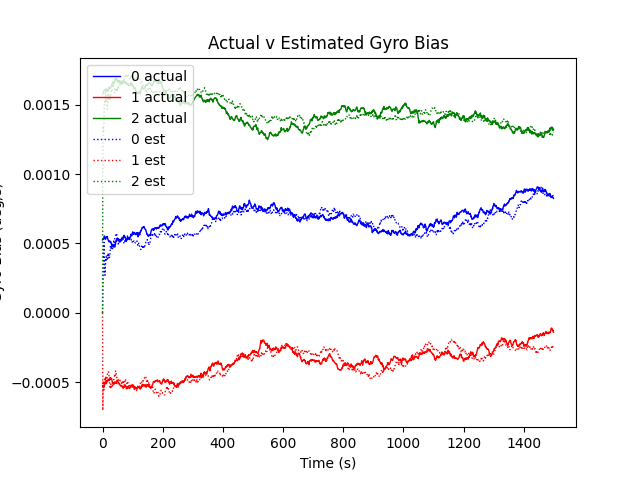 Actual v Estimated Gyro Bias
0 actual
1 actual
2 actual
0 est
1 est
2 est
0.0015
0.0010
0.0005
0.0000
−0.0005
0 200 400 600 800 1000 1200 1400
Time (s)